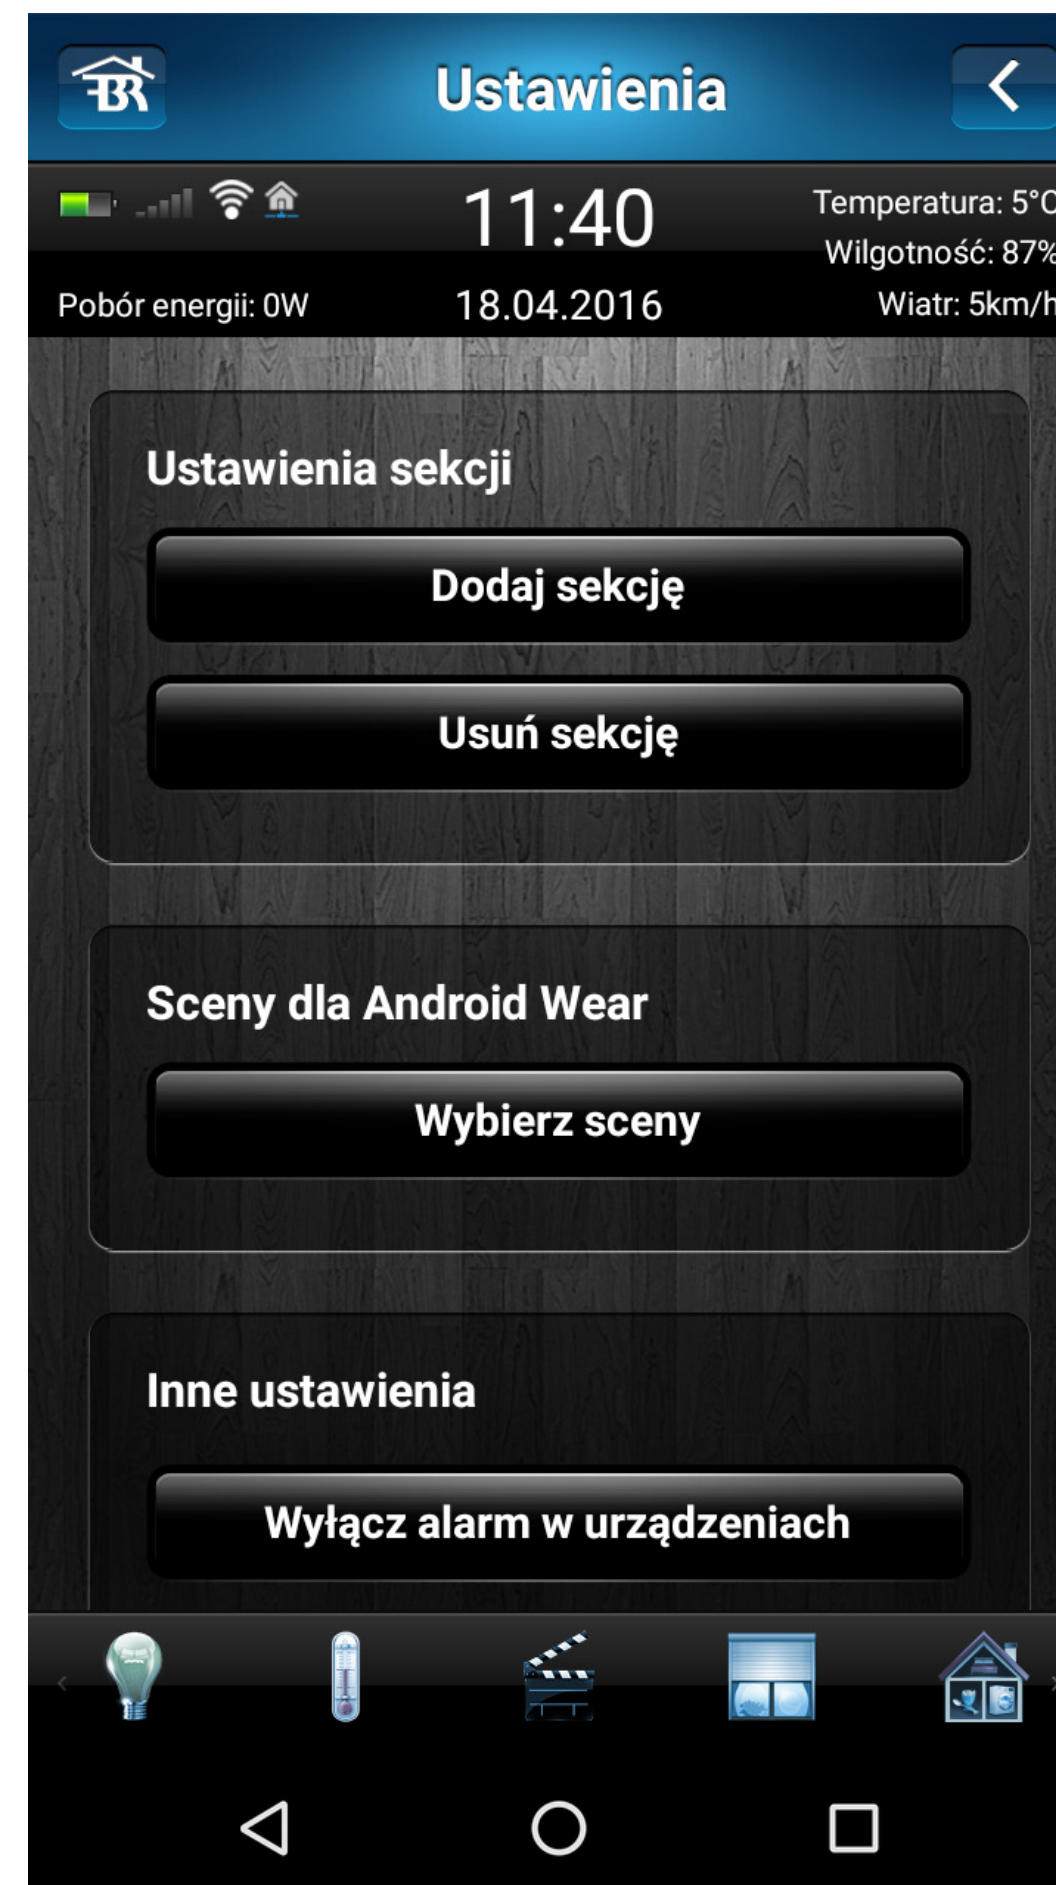 Ustawienia
11:40
Temperatura: 5°C
Wilgotność: 87%
Pobór energii: 0W
18.04.2016
Wiatr: 5km/h
Ustawienia sekcji
Dodaj sekcję
Usuń sekcję
Sceny dla Android Wear
Wybierz sceny
Inne ustawienia
Wyłącz alarm w urządzeniach